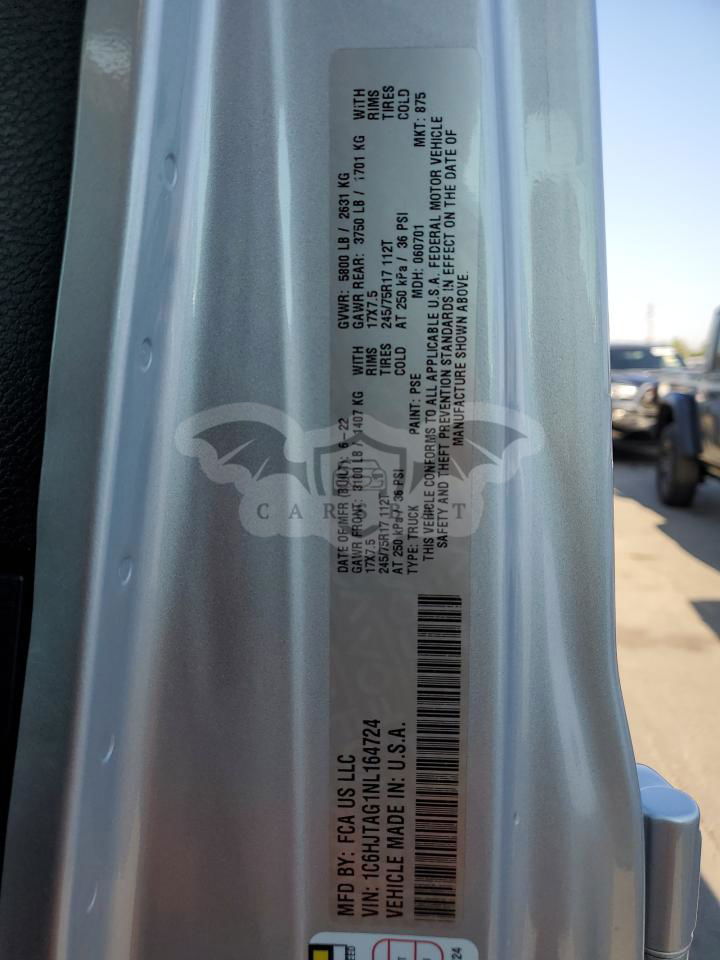 MFD BY: FCA US LLC
DATE OF MFR (BUILT): 6-22
GVWR: 5800 LB / 2631 KG
GAWR FRONT: 3100 LB / 1407 KG WITH
GAWR REAR: 3750 LB / 1701 KG WITH
17X7.5 RIMS
17X7.5 RIMS
245/75R17 112T TIRES
245/75R17 112T TIRES
AT 250 kPa / 36 PSI COLD
AT 250 kPa / 36 PSI COLD
VIN: 1C6HJTAG1NL164724
TYPE: TRUCK PAINT: PSE MDH: 060701 MKT: 875
VEHICLE MADE IN: U.S.A.
THIS VEHICLE CONFORMS TO ALL APPLICABLE U.S.A. FEDERAL MOTOR VEHICLE
SAFETY AND THEFT PREVENTION STANDARDS IN EFFECT ON THE DATE OF
MANUFACTURE SHOWN ABOVE.
24